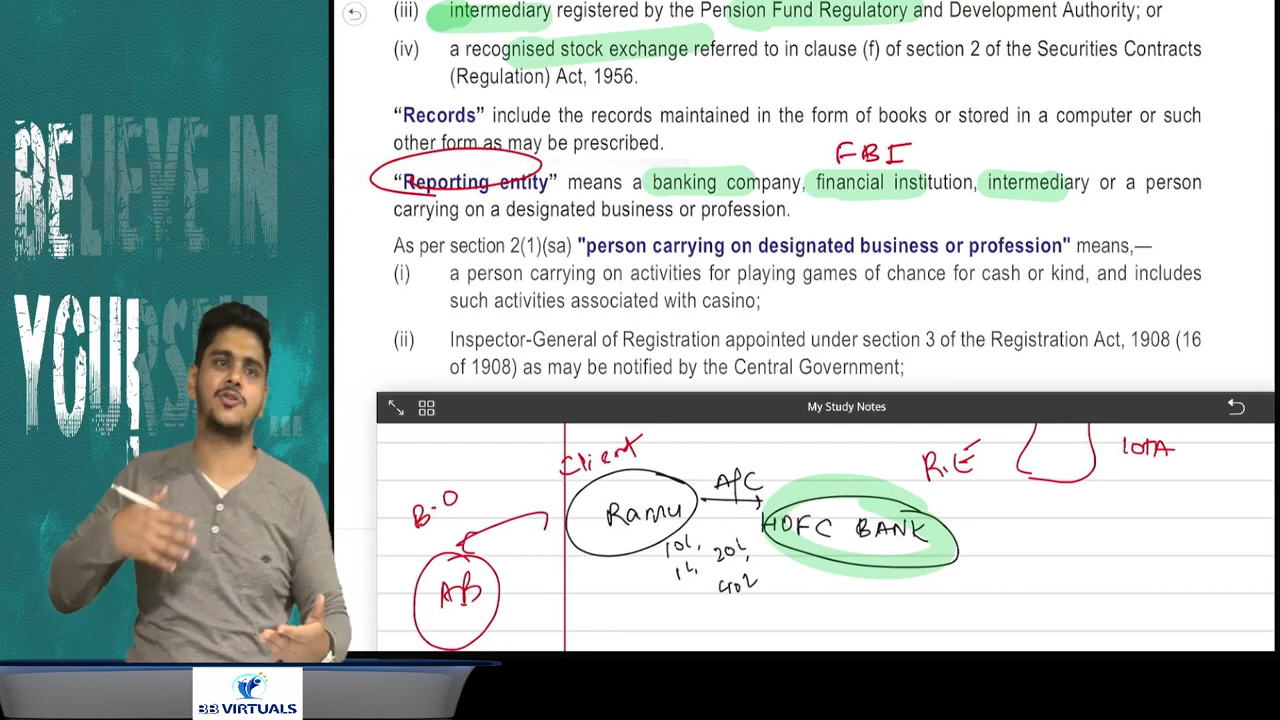 (iii) intermediary registered by the Pension Fund Regulatory and Development Authority; or
(iv) a recognised stock exchange referred to in clause (f) of section 2 of the Securities Contracts
(Regulation) Act, 1956.
“Records” include the records maintained in the form of books or stored in a computer or such
other form as may be prescribed.
FBI
“Reporting entity” means a banking company, financial institution, intermediary or a person
carrying on a designated business or profession.
As per section 2(1)(sa) "person carrying on designated business or profession" means,—
(i) a person carrying on activities for playing games of chance for cash or kind, and includes
such activities associated with casino;
(ii) Inspector-General of Registration appointed under section 3 of the Registration Act, 1908 (16
of 1908) as may be notified by the Central Government;
My Study Notes
Client
R.E
A/C
B.O
Ramu
HDFC BANK
10L,
20L,
1L,
40L
AB
BELIEVE IN
YOURSELF...
BB VIRTUALS